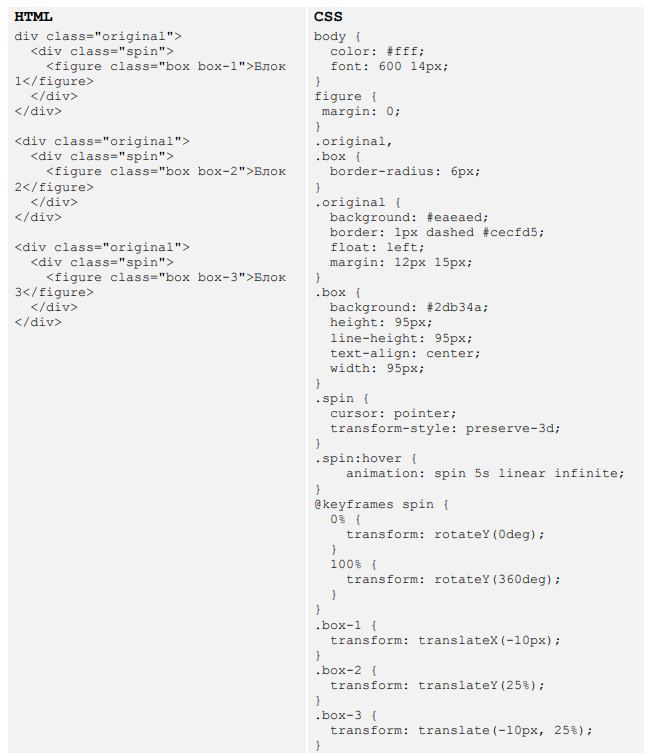 HTML
div class="original">
  <div class="spin">
    <figure class="box box-1">Блок
1</figure>
  </div>
</div>

<div class="original">
  <div class="spin">
    <figure class="box box-2">Блок
2</figure>
  </div>
</div>

<div class="original">
  <div class="spin">
    <figure class="box box-3">Блок
3</figure>
  </div>
</div>
CSS
body {
  color: #fff;
  font: 600 14px;
}
figure {
 margin: 0;
}
.original,
.box {
  border-radius: 6px;
}
.original {
  background: #eaeaed;
  border: 1px dashed #cecfd5;
  float: left;
  margin: 12px 15px;
}
.box {
  background: #2db34a;
  height: 95px;
  line-height: 95px;
  text-align: center;
  width: 95px;
}
.spin {
  cursor: pointer;
  transform-style: preserve-3d;
}
.spin:hover {
    animation: spin 5s linear infinite;
}
@keyframes spin {
  0% {
    transform: rotateY(0deg);
  }
  100% {
    transform: rotateY(360deg);
  }
}
.box-1 {
  transform: translateX(-10px);
}
.box-2 {
  transform: translateY(25%);
}
.box-3 {
  transform: translate(-10px, 25%);
}